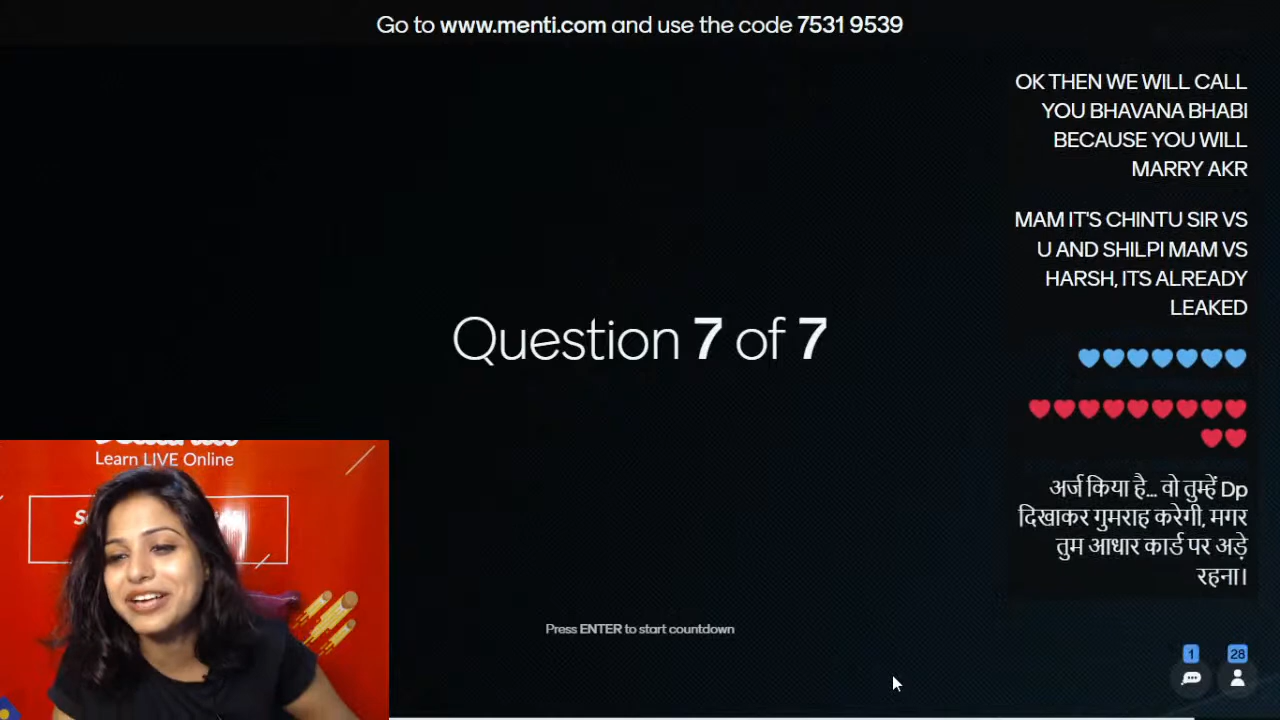 Go to www.menti.com and use the code 7531 9539
OK THEN WE WILL CALL
YOU BHAVANA BHABI
BECAUSE YOU WILL
MARRY AKR
MAM IT'S CHINTU SIR VS
U AND SHILPI MAM VS
HARSH, ITS ALREADY
LEAKED
अर्ज किया है... वो तुम्हें Dp
दिखाकर गुमराह करेगी, मगर
तुम आधार कार्ड पर अड़े
रहना।
Question 7 of 7
Press ENTER to start countdown
Learn LIVE Online
1
28